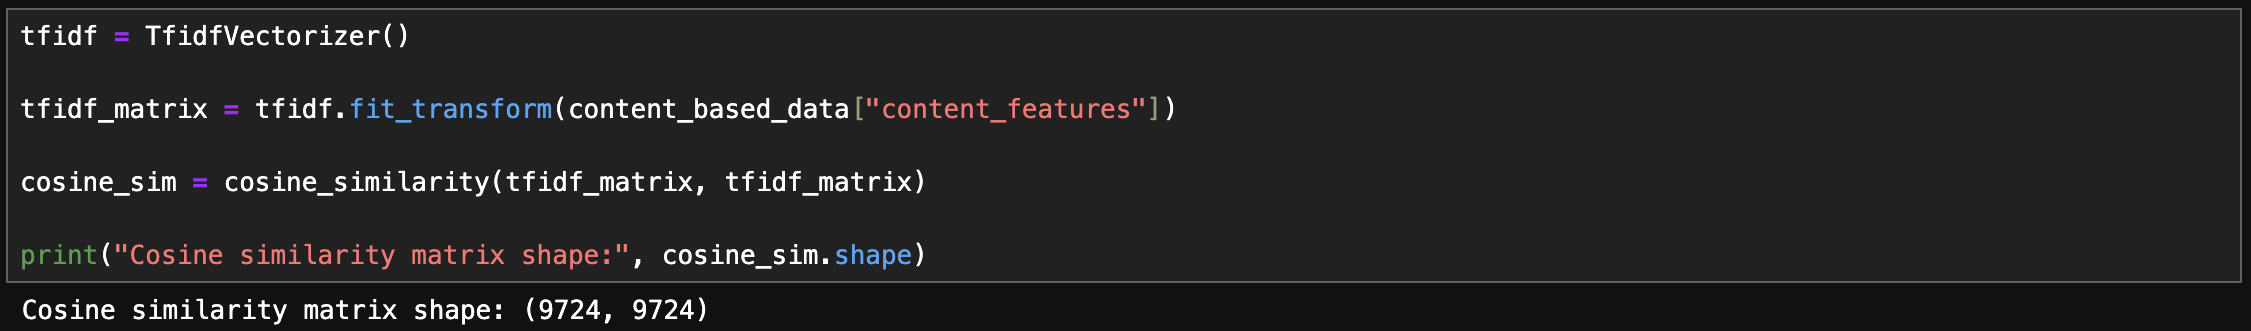 tfidf = TfidfVectorizer()
tfidf_matrix = tfidf.fit_transform(content_based_data["content_features"])
cosine_sim = cosine_similarity(tfidf_matrix, tfidf_matrix)
print("Cosine similarity matrix shape:", cosine_sim.shape)
Cosine similarity matrix shape: (9724, 9724)